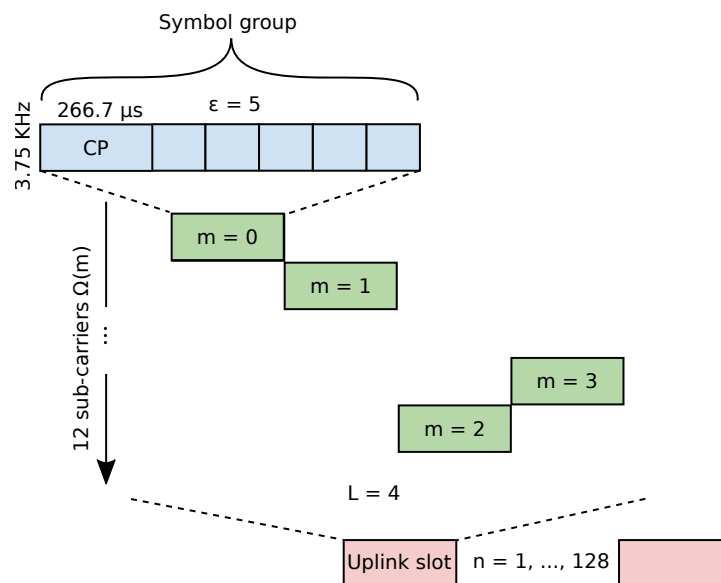 Symbol group
266.7 μs
ε = 5
3.75 KHz
CP
m = 0
m = 1
12 sub-carriers Ω(m)
...
m = 3
m = 2
L = 4
Uplink slot
n = 1, ..., 128